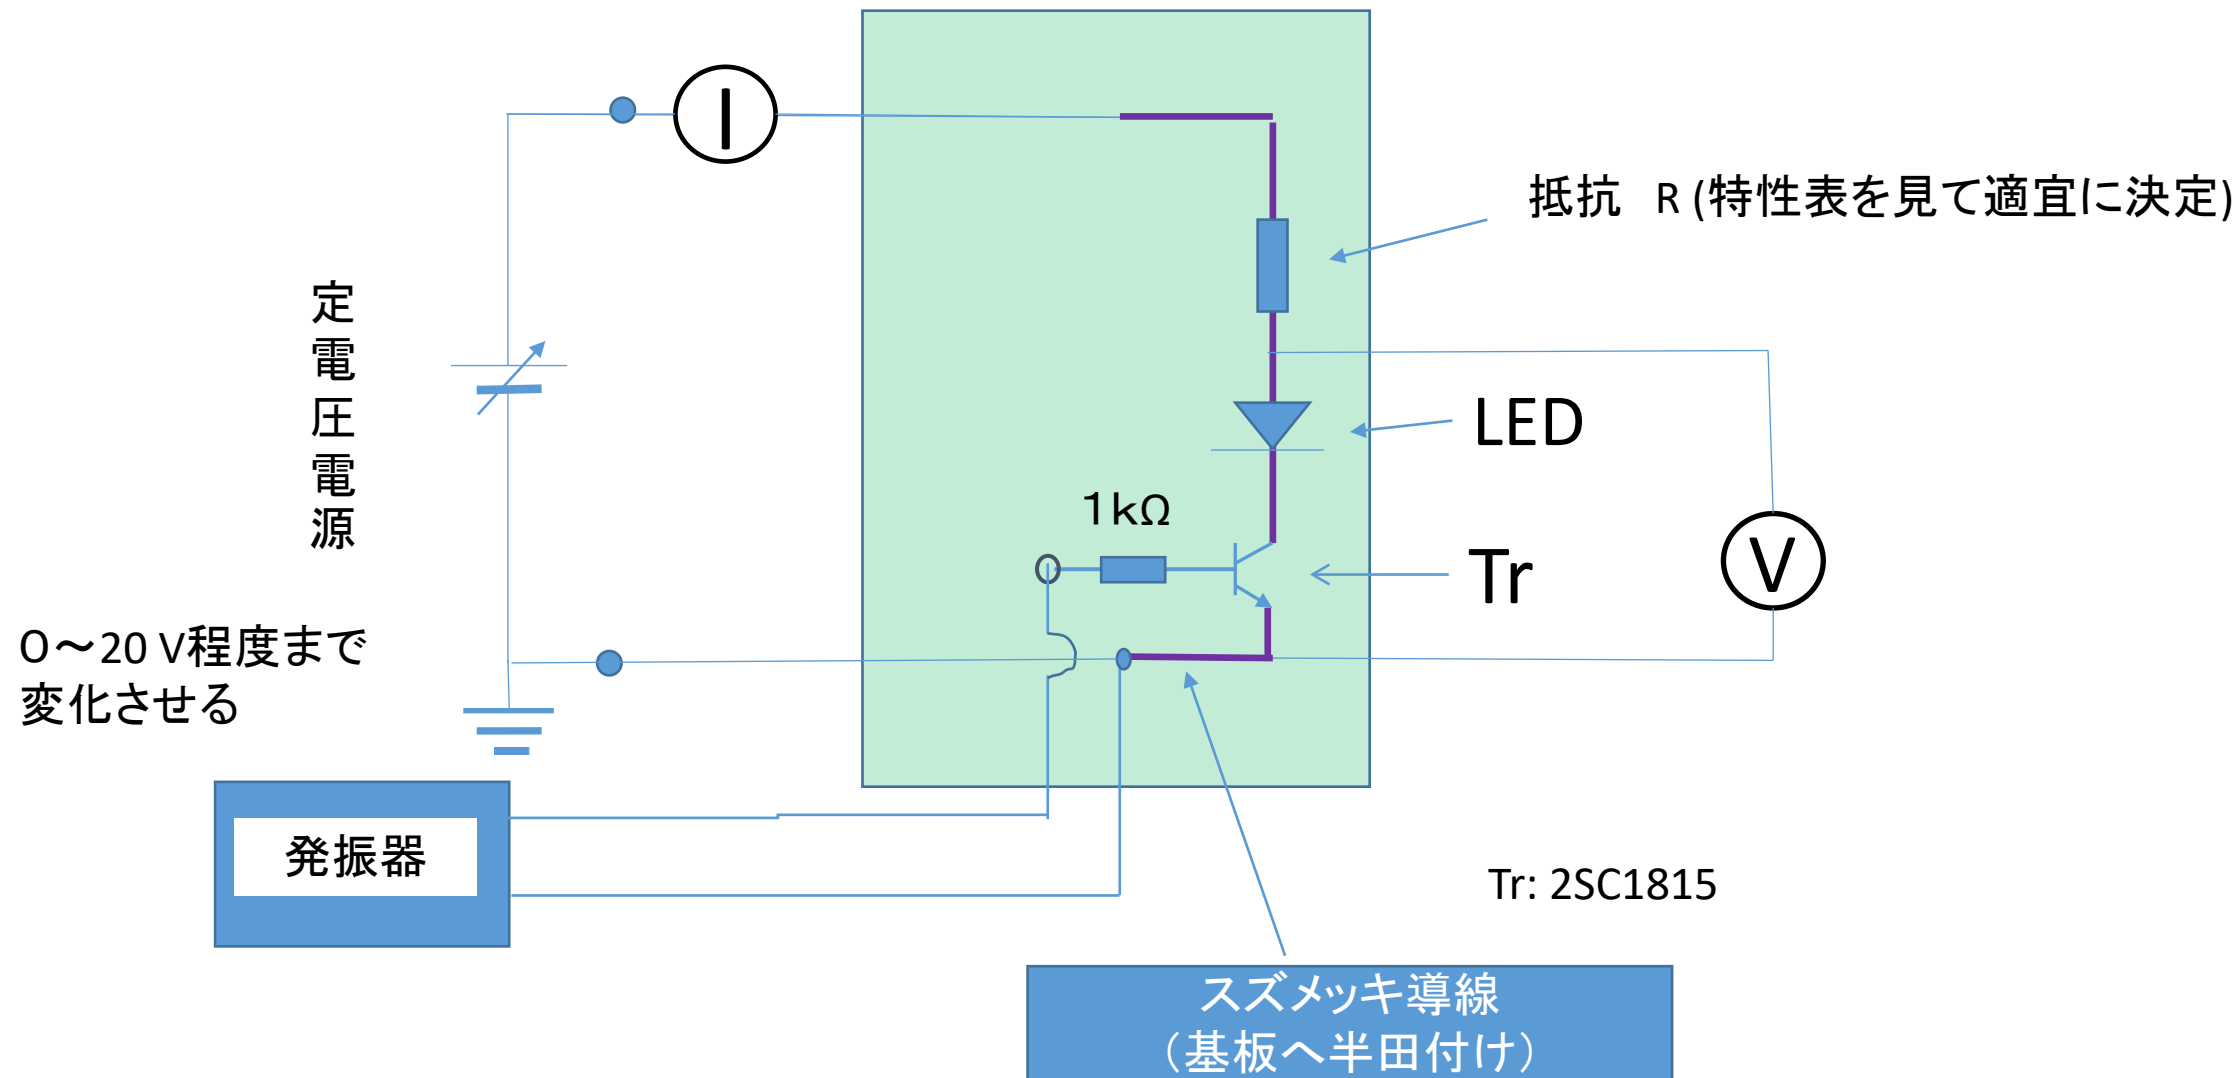 I
抵抗 R (特性表を見て適宜に決定)
定電圧電源
LED
1kΩ
Tr
V
0～20 V程度まで
変化させる
発振器
Tr: 2SC1815
スズメッキ導線
（基板へ半田付け）